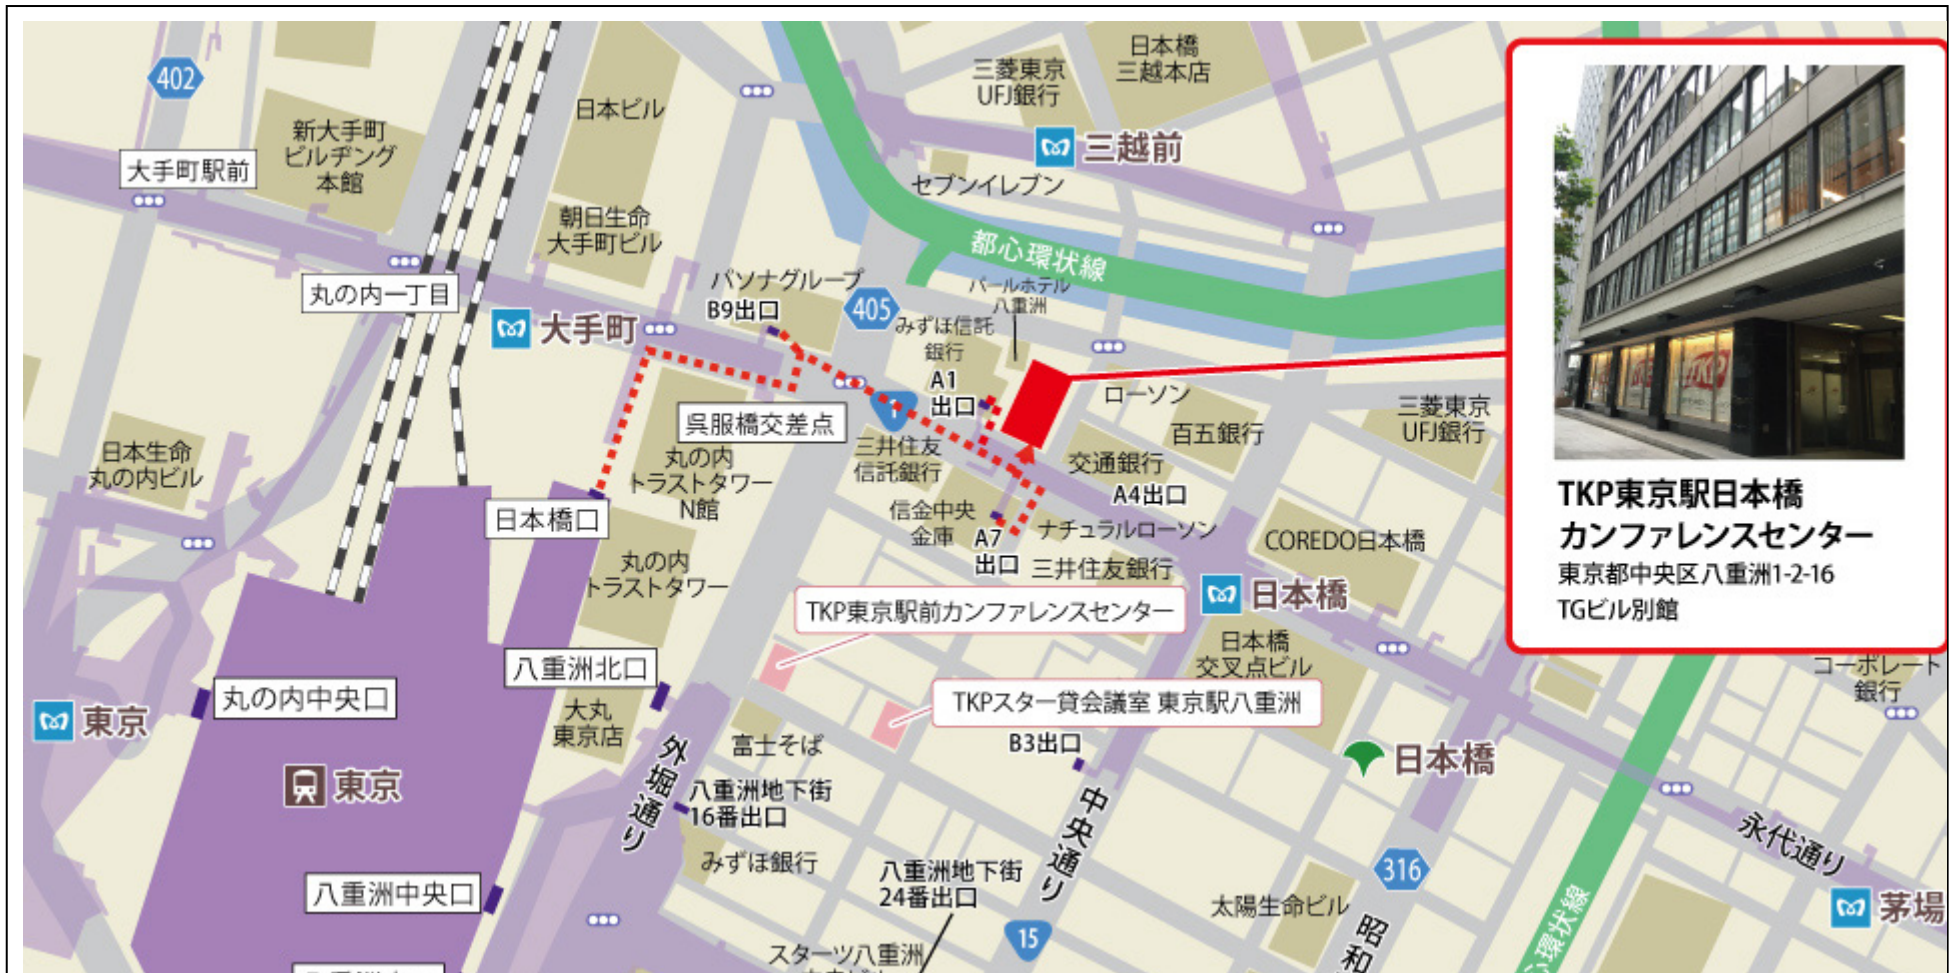 402
日本ビル
三菱東京
UFJ銀行
日本橋
三越本店
新大手町
ビルヂング
本館
大手町駅前
三越前
セブンイレブン
朝日生命
大手町ビル
都心環状線
丸の内一丁目
パソナグループ
B9出口
405
パールホテル
八重洲
みずほ信託
銀行
大手町
A1
出口
1
ローソン
百五銀行
三菱東京
UFJ銀行
呉服橋交差点
三井住友
信託銀行
交通銀行
A4出口
日本生命
丸の内ビル
丸の内
トラストタワー
N館
日本橋口
信金中央
金庫
A7
出口
ナチュラルローソン
三井住友銀行
COREDO日本橋
丸の内
トラストタワー
日本橋
TKP東京駅日本橋
カンファレンスセンター
東京都中央区八重洲1-2-16
TGビル別館
TKP
TKP東京駅前カンファレンスセンター
日本橋
交叉点ビル
八重洲北口
丸の内中央口
TKPスター貸会議室 東京駅八重洲
コーポレート
銀行
東京
大丸
東京店
富士そば
B3出口
日本橋
東京
外堀通り
八重洲地下街
16番出口
中央通り
永代通り
みずほ銀行
八重洲地下街
24番出口
316
八重洲中央口
太陽生命ビル
茅場
15
昭和
心環状線
スターツ八重洲